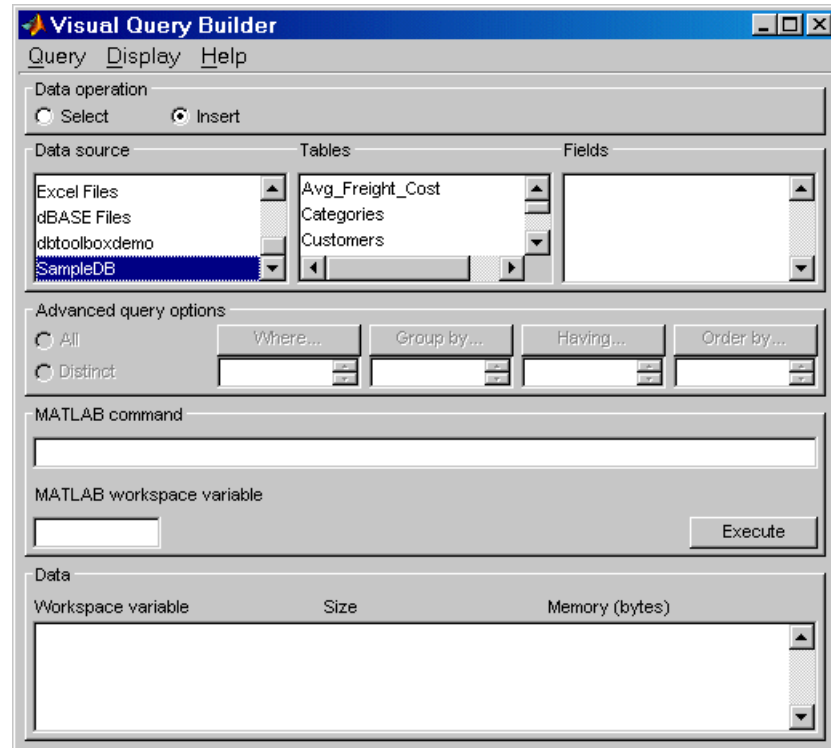 Visual Query Builder
Query Display Help
Data operation
Select Insert
Data source Tables Fields
Excel Files
dBASE Files
dbtoolboxdemo
SampleDB
Avg_Freight_Cost
Categories
Customers
Advanced query options
All
Distinct
Where... Group by... Having... Order by...
MATLAB command
MATLAB workspace variable
Execute
Data
Workspace variable Size Memory (bytes)